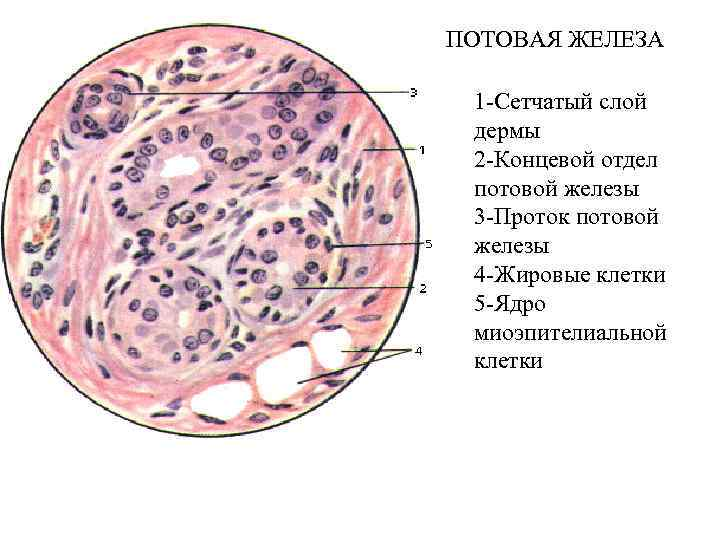 ПОТОВАЯ ЖЕЛЕЗА
1-Сетчатый слой
дермы
2-Концевой отдел
потовой железы
3-Проток потовой
железы
4-Жировые клетки
5-Ядро
миоэпителиальной
клетки
3
1
5
2
4